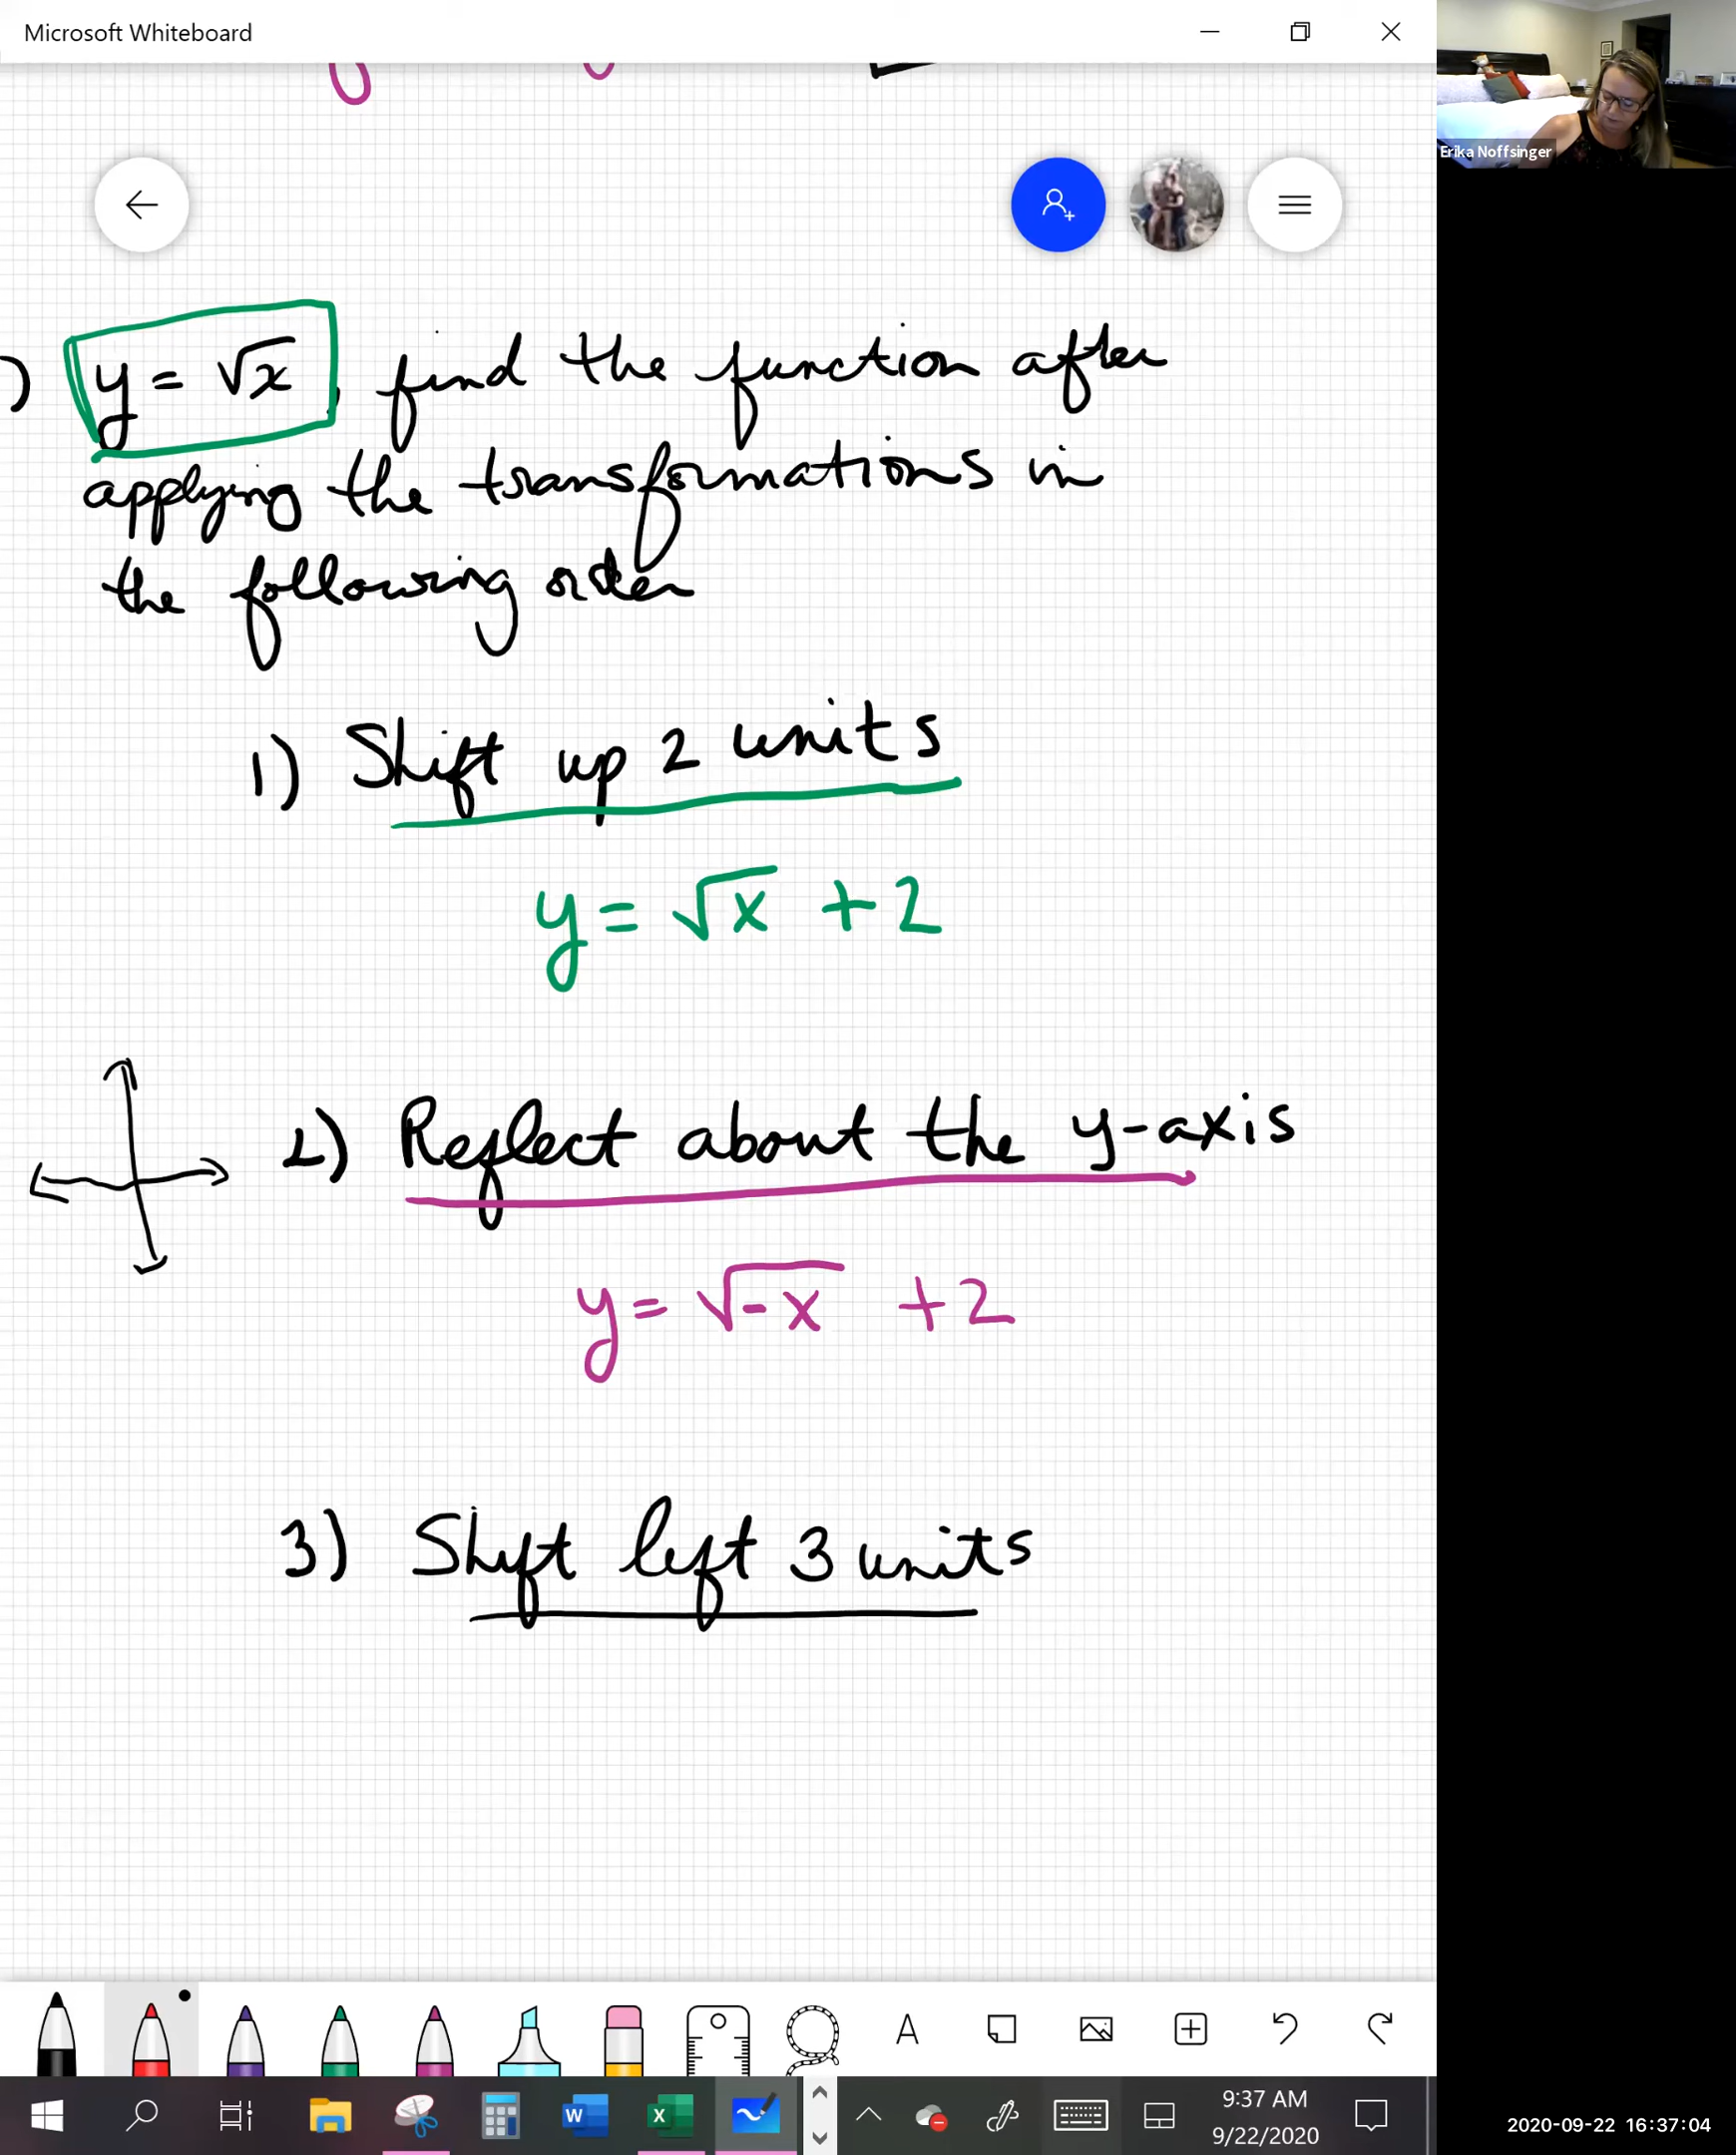 Microsoft Whiteboard
Erika Noffsinger
) y = √x, find the function after
applying the transformations in
the following order
1) Shift up 2 units
y = √x + 2
2) Reflect about the y-axis
y = √-x + 2
3) Shift left 3 units
A
W
X
9:37 AM
9/22/2020
2020-09-22 16:37:04